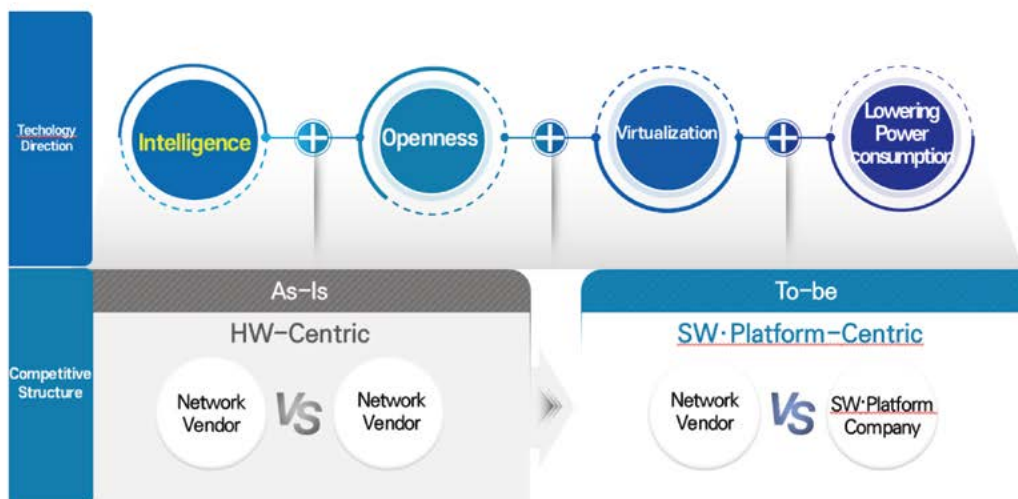 Techology
Direction
Intelligence
Openness
Virtualization
Lowering
Power
consumption
As-Is
To-be
Competitive
Structure
HW-Centric
SW·Platform-Centric
Network
Vendor
VS
Network
Vendor
Network
Vendor
VS
SW·Platform
Company